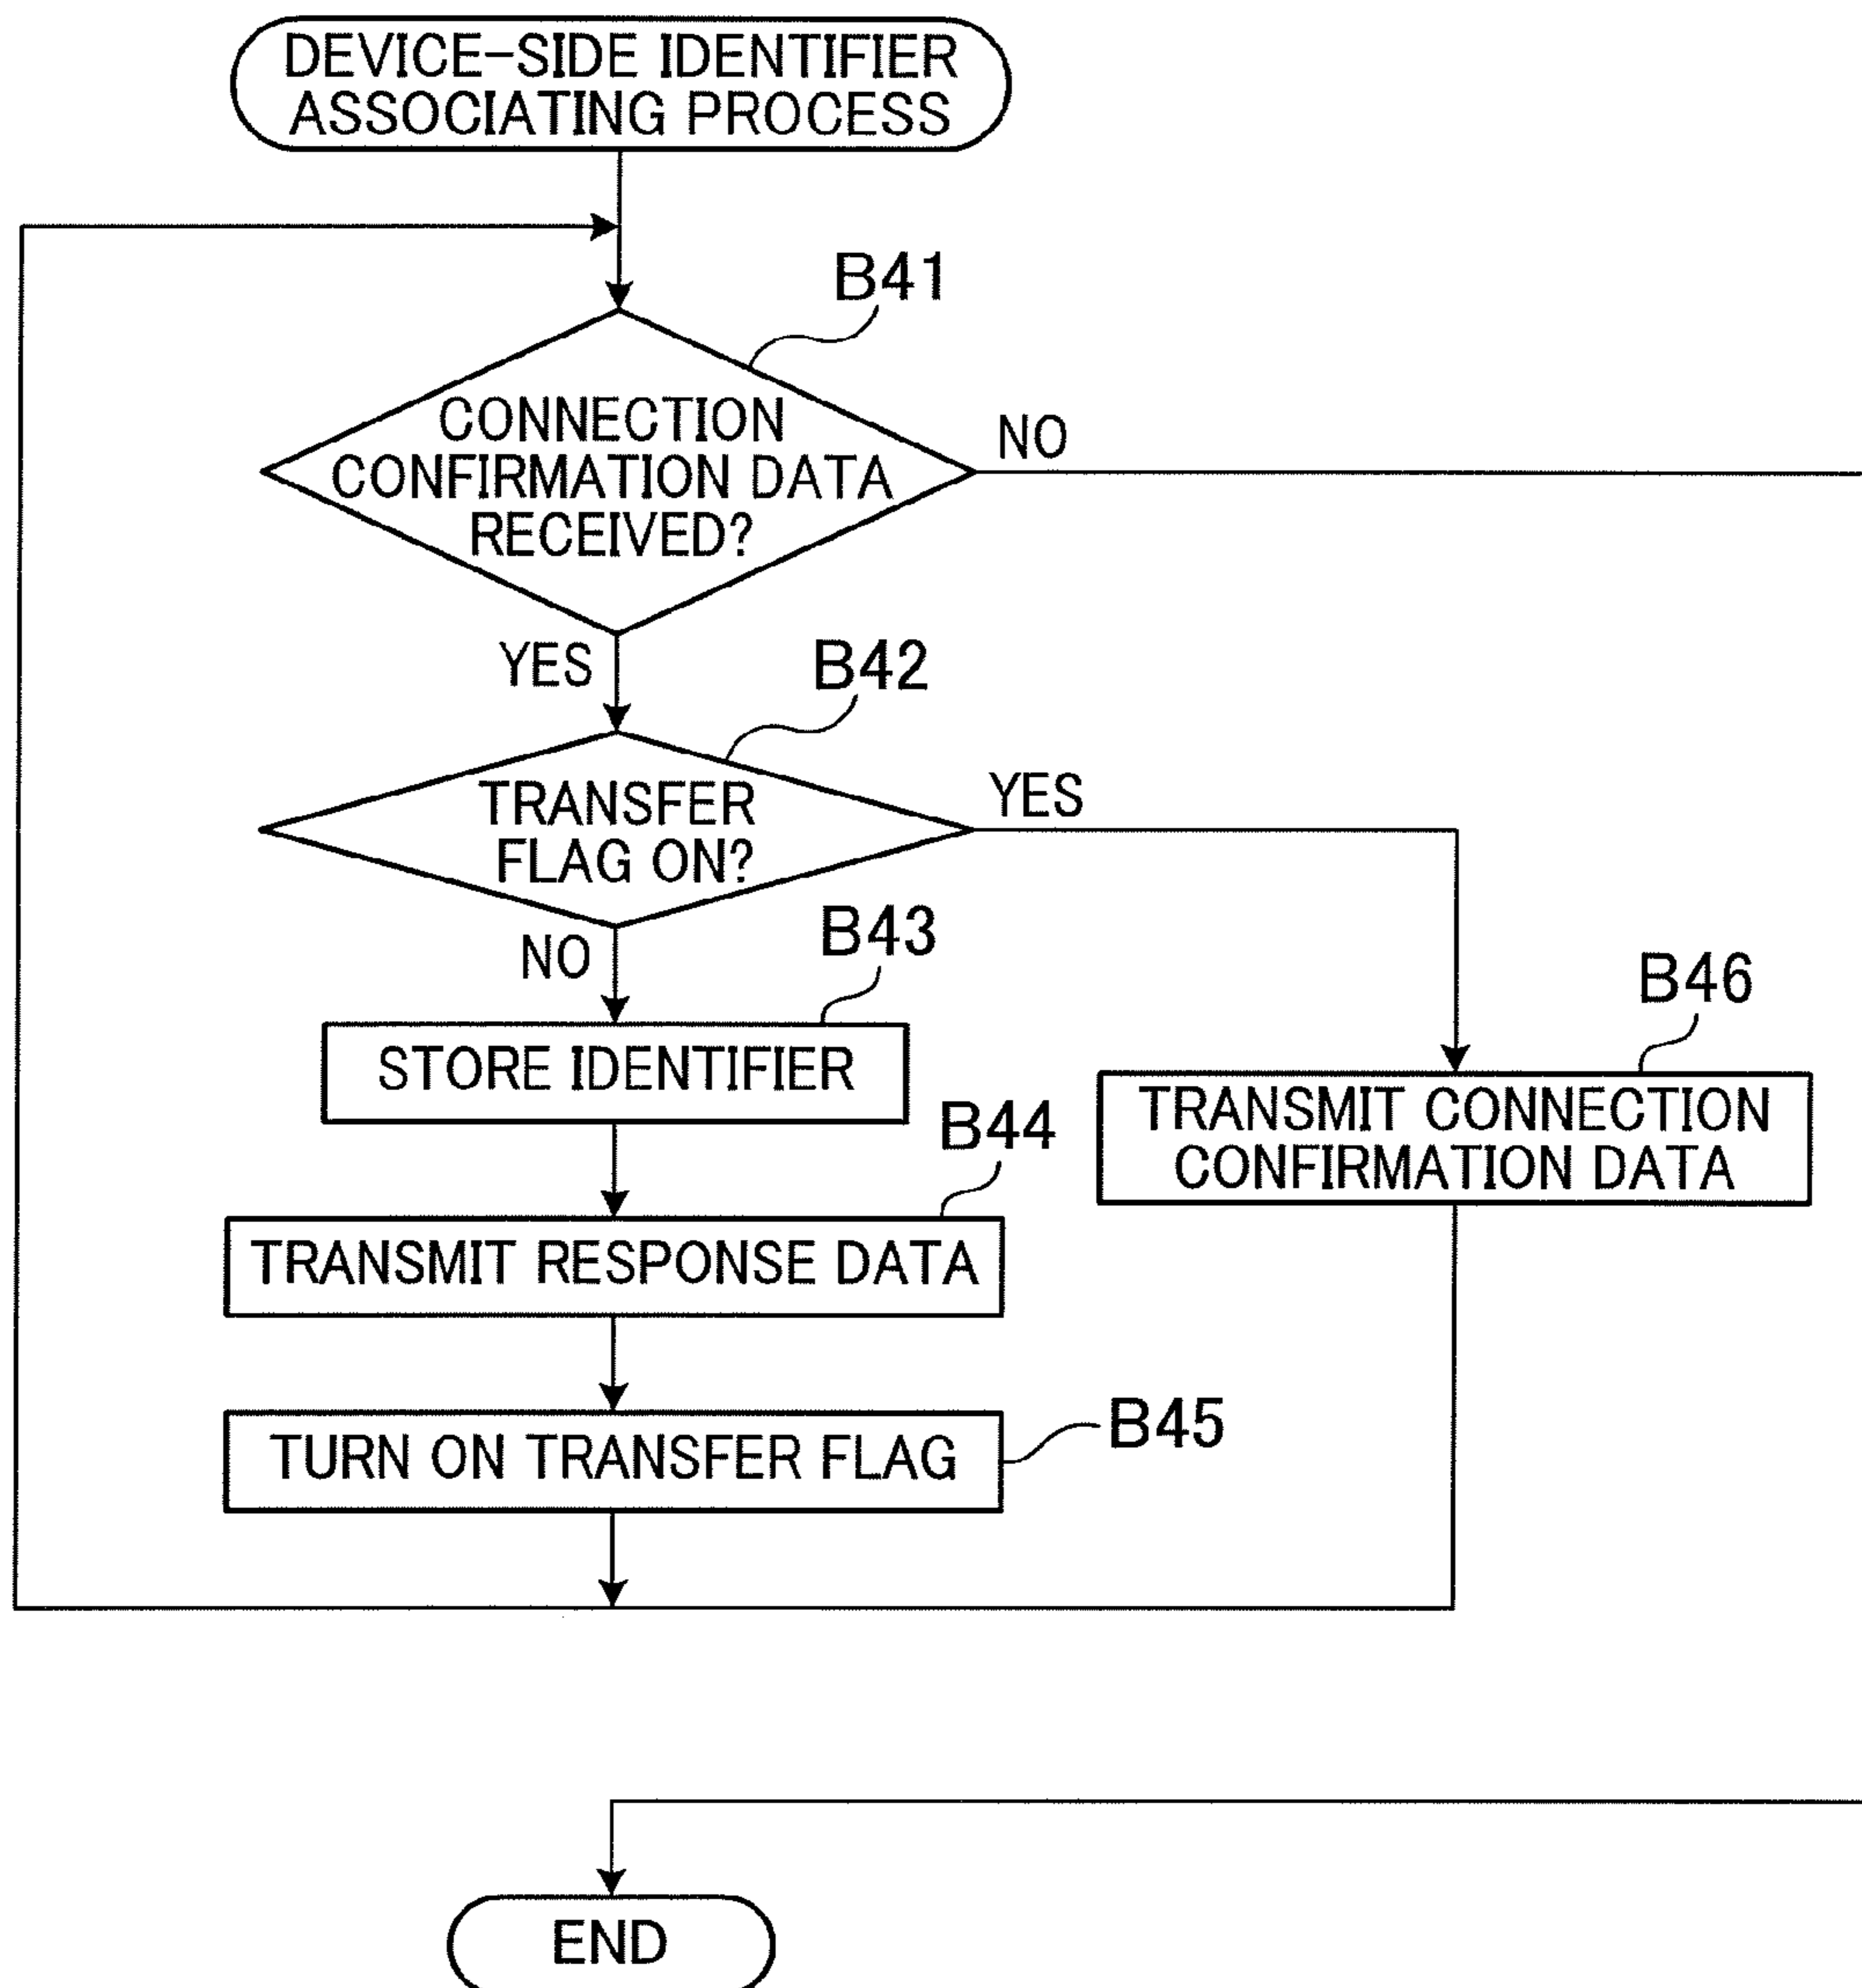 DEVICE-SIDE IDENTIFIER
ASSOCIATING PROCESS
B41
CONNECTION
CONFIRMATION DATA
RECEIVED?
NO
YES
B42
TRANSFER
FLAG ON?
YES
NO
B43
STORE IDENTIFIER
B46
TRANSMIT CONNECTION
CONFIRMATION DATA
B44
TRANSMIT RESPONSE DATA
B45
TURN ON TRANSFER FLAG
END